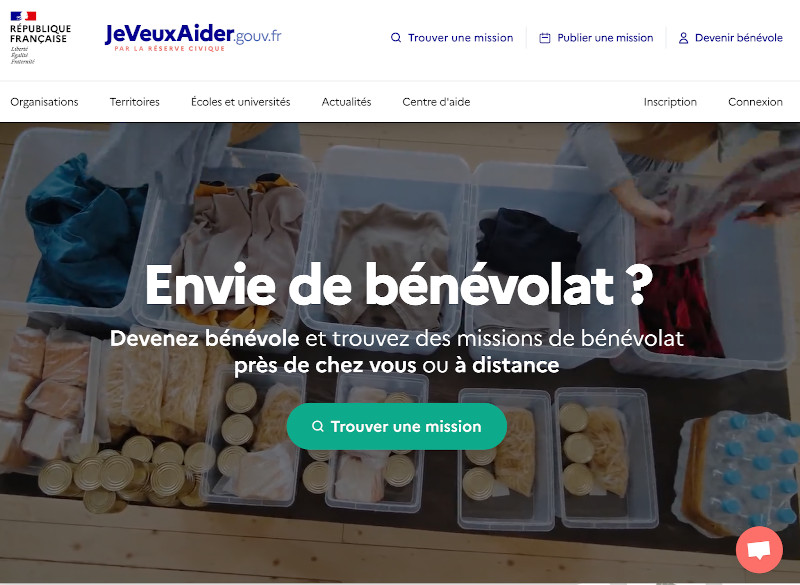 RÉPUBLIQUE
FRANÇAISE
Liberté
Égalité
Fraternité
JeVeuxAider.gouv.fr
PAR LA RÉSERVE CIVIQUE
Trouver une mission
Publier une mission
Devenir bénévole
Organisations
Territoires
Écoles et universités
Actualités
Centre d'aide
Inscription
Connexion
Envie de bénévolat ?
Devenez bénévole et trouvez des missions de bénévolat
près de chez vous ou à distance
Trouver une mission